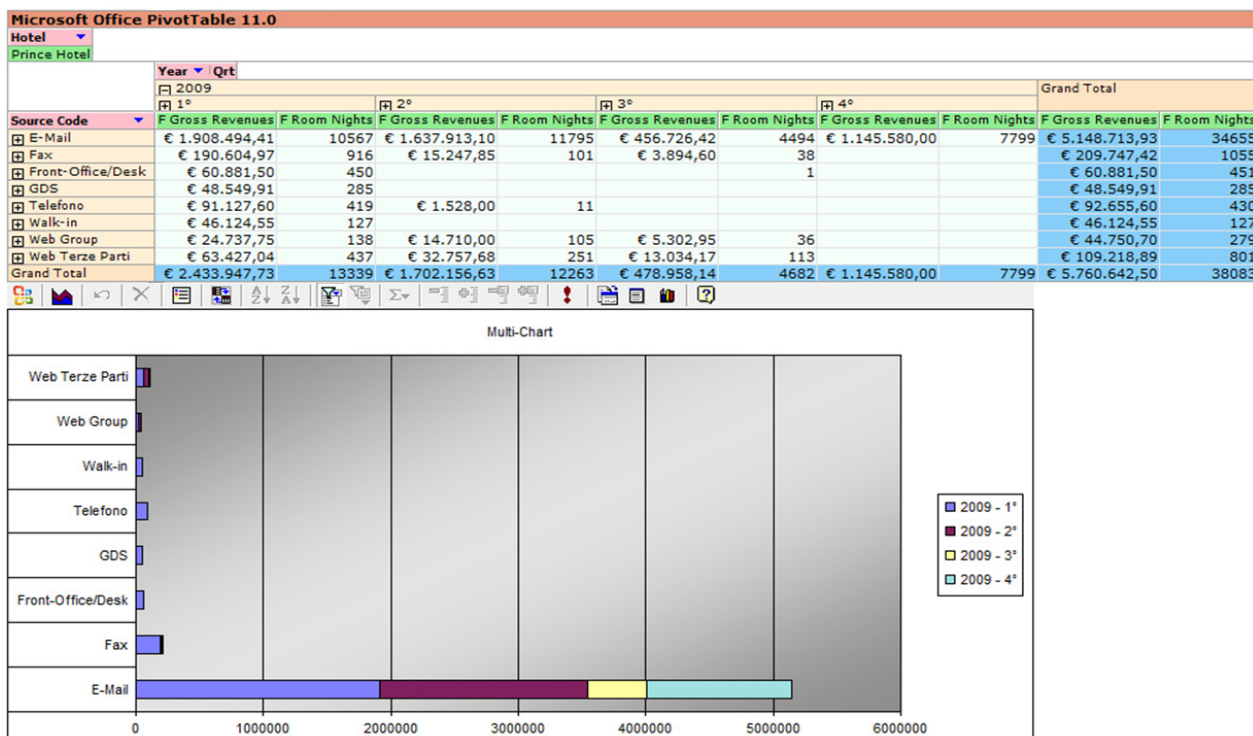 Microsoft Office PivotTable 11.0
Hotel
Prince Hotel
Year Qrt
2009 Grand Total
1° 2° 3° 4°
Source Code F Gross Revenues F Room Nights F Gross Revenues F Room Nights F Gross Revenues F Room Nights F Gross Revenues F Room Nights F Gross Revenues F Room Nights
E-Mail € 1.908.494,41 10567 € 1.637.913,10 11795 € 456.726,42 4494 € 1.145.580,00 7799 € 5.148.713,93 34655
Fax € 190.604,97 916 € 15.247,85 101 € 3.894,60 38 € 209.747,42 1055
Front-Office/Desk € 60.881,50 450 1 € 60.881,50 451
GDS € 48.549,91 285 € 48.549,91 285
Telefono € 91.127,60 419 € 1.528,00 11 € 92.655,60 430
Walk-in € 46.124,55 127 € 46.124,55 127
Web Group € 24.737,75 138 € 14.710,00 105 € 5.302,95 36 € 44.750,70 279
Web Terze Parti € 63.427,04 437 € 32.757,68 251 € 13.034,17 113 € 109.218,89 801
Grand Total € 2.433.947,73 13339 € 1.702.156,63 12263 € 478.958,14 4682 € 1.145.580,00 7799 € 5.760.642,50 38083
Multi-Chart
Web Terze Parti
Web Group
Walk-in
Telefono
GDS
Front-Office/Desk
Fax
E-Mail
0 1000000 2000000 3000000 4000000 5000000 6000000
2009 - 1°
2009 - 2°
2009 - 3°
2009 - 4°